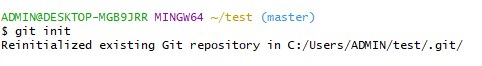 ADMIN@DESKTOP-MGB9JRR MINGW64 ~/test (master)
$ git init
Reinitialized existing Git repository in C:/Users/ADMIN/test/.git/